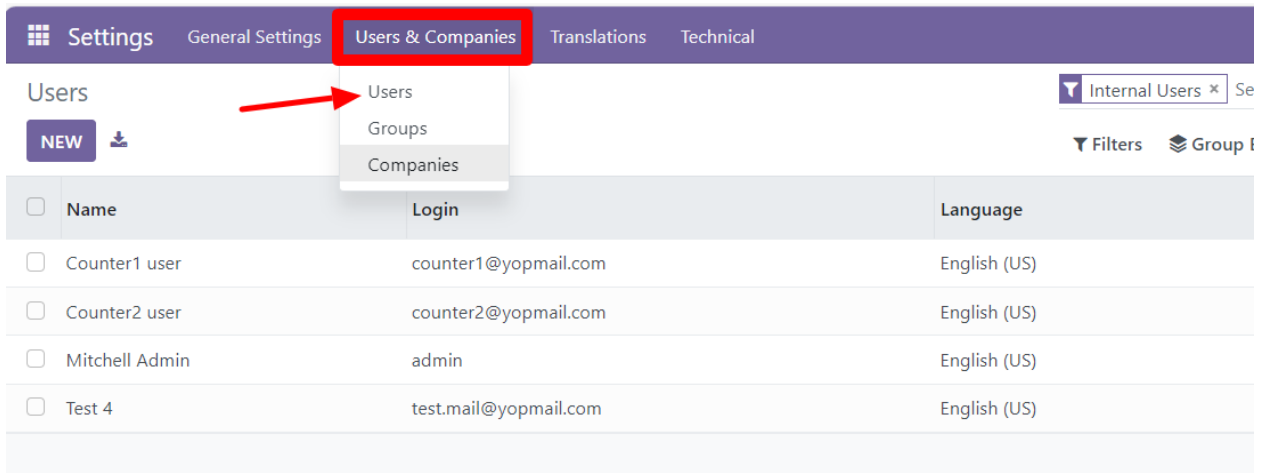 Settings General Settings Users & Companies Translations Technical
Users
Internal Users × Se
Users
NEW
Groups
Filters Group
Companies
Name Login Language
Counter1 user counter1@yopmail.com English (US)
Counter2 user counter2@yopmail.com English (US)
Mitchell Admin admin English (US)
Test 4 test.mail@yopmail.com English (US)